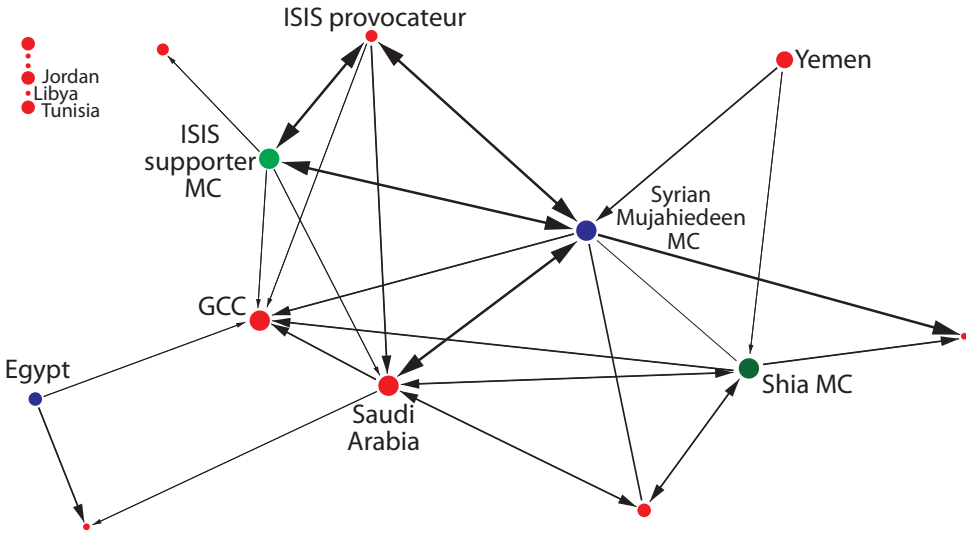 ISIS provocateur
Yemen
Jordan
Libya
Tunisia
ISIS
supporter
MC
Syrian
Mujahiedeen
MC
GCC
Egypt
Shia MC
Saudi
Arabia